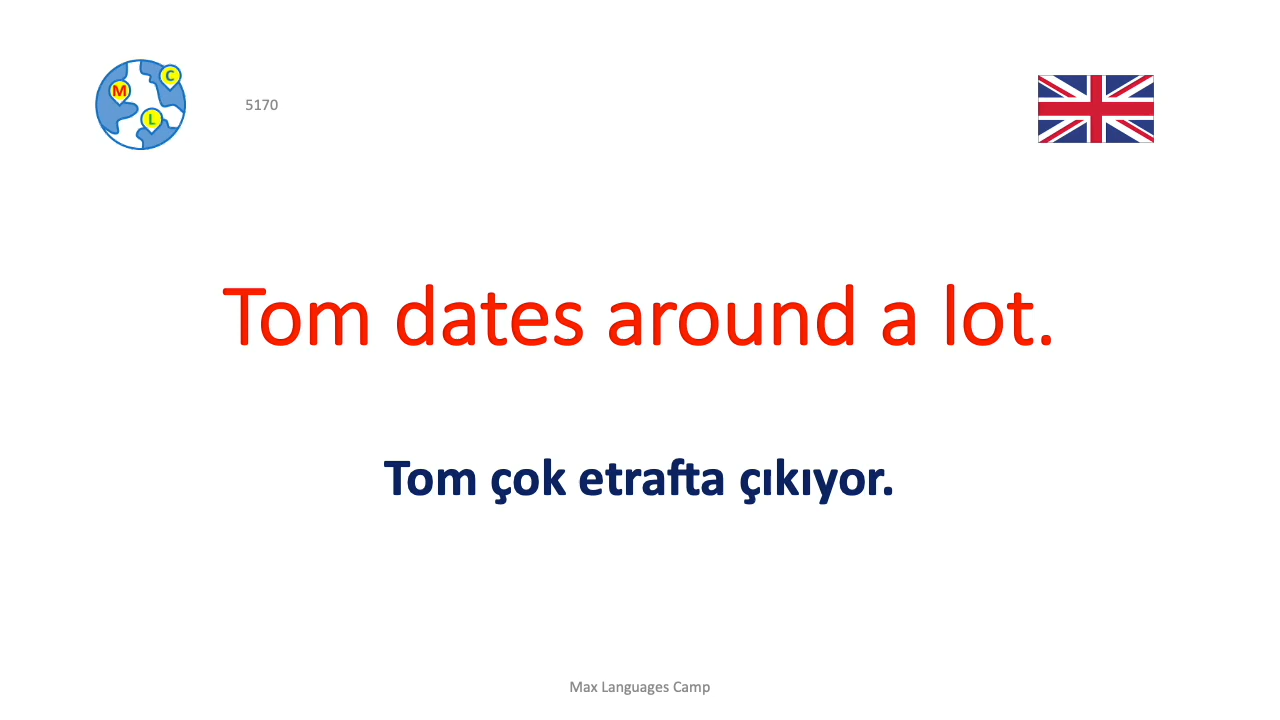 C
M
L
5170
Tom dates around a lot.
Tom çok etrafta çıkıyor.
Max Languages Camp